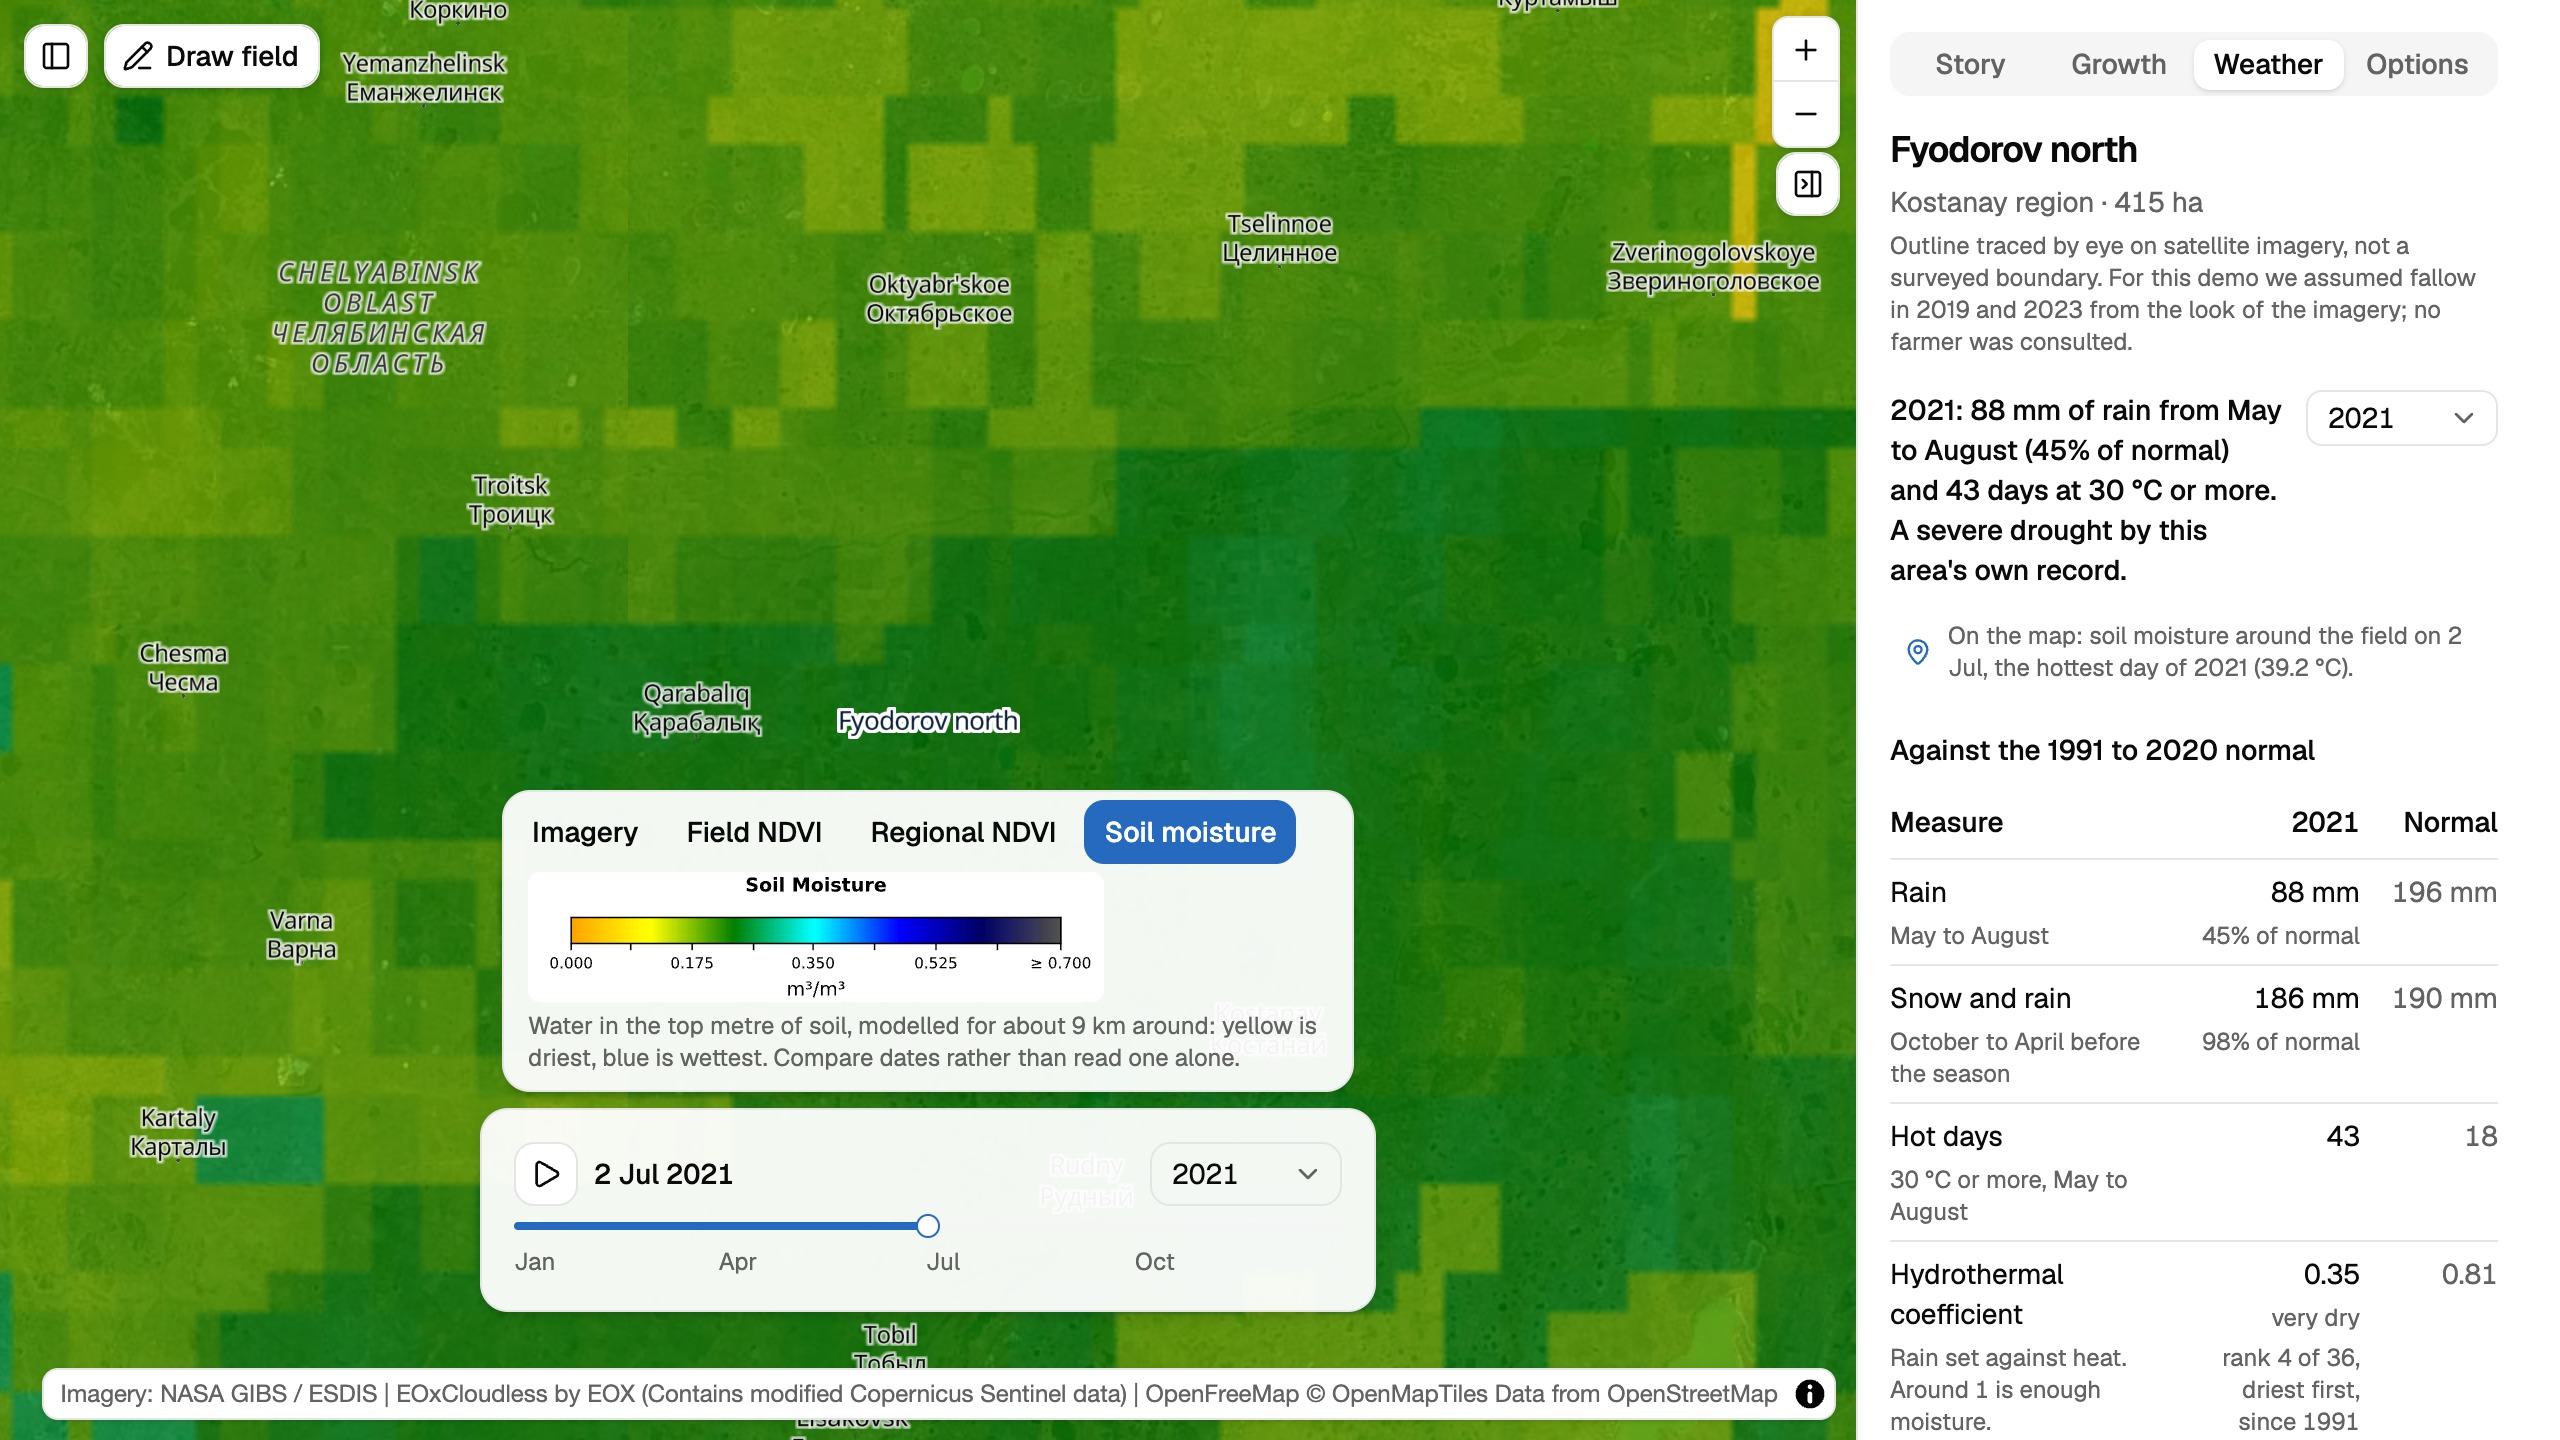 Коркино
Draw field
Yemanzhelinsk
Еманжелинск
CHELYABINSK
OBLAST
ЧЕЛЯБИНСКАЯ
ОБЛАСТЬ
Oktyabr'skoe
Октябрьское
Tselinnoe
Целинное
Zverinogolovskoye
Звериноголовское
Troitsk
Троицк
Chesma
Чесма
Qarabalıq
Қарабалық
Fyodorov north
Varna
Варна
Kartaly
Карталы
Imagery
Field NDVI
Regional NDVI
Soil moisture
Soil Moisture
0.000 0.175 0.350 0.525 ≥ 0.700
m³/m³
Water in the top metre of soil, modelled for about 9 km around: yellow is
driest, blue is wettest. Compare dates rather than read one alone.
Kostanay
Қостанай
2 Jul 2021
Rudny
Рудный
2021
Jan Apr Jul Oct
Tobıl
Тобыл
Imagery: NASA GIBS / ESDIS | EOxCloudless by EOX (Contains modified Copernicus Sentinel data) | OpenFreeMap © OpenMapTiles Data from OpenStreetMap
Story
Growth
Weather
Options
Fyodorov north
Kostanay region · 415 ha
Outline traced by eye on satellite imagery, not a
surveyed boundary. For this demo we assumed fallow
in 2019 and 2023 from the look of the imagery; no
farmer was consulted.
2021: 88 mm of rain from May
to August (45% of normal)
and 43 days at 30 °C or more.
A severe drought by this
area's own record.
2021
On the map: soil moisture around the field on 2
Jul, the hottest day of 2021 (39.2 °C).
Against the 1991 to 2020 normal
Measure 2021 Normal
Rain 88 mm 196 mm
May to August 45% of normal
Snow and rain 186 mm 190 mm
October to April before 98% of normal
the season
Hot days 43 18
30 °C or more, May to
August
Hydrothermal 0.35 0.81
coefficient very dry
Rain set against heat. rank 4 of 36,
Around 1 is enough driest first,
moisture. since 1991